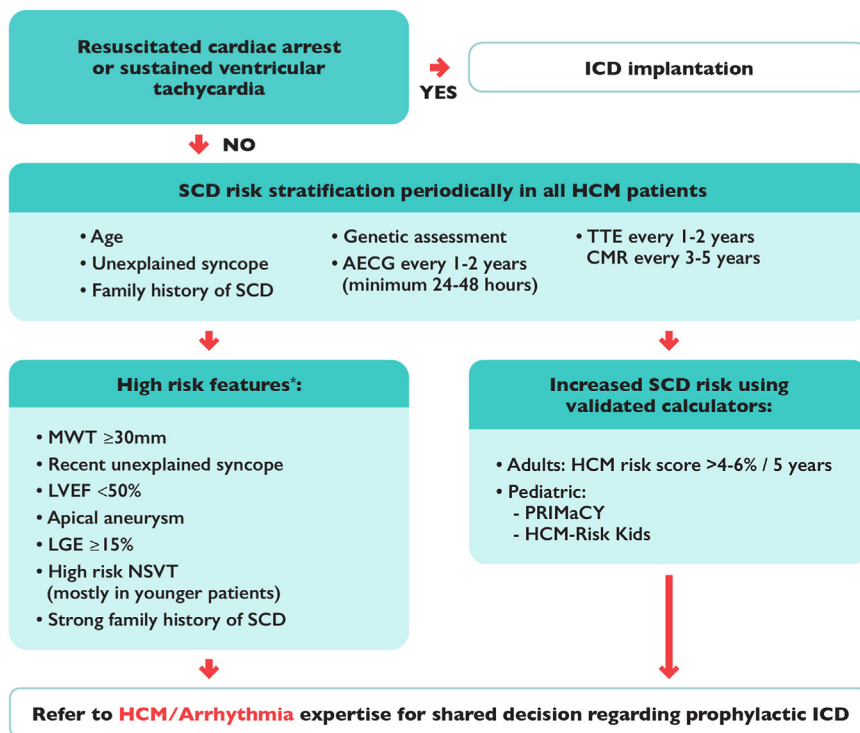 Resuscitated cardiac arrest
or sustained ventricular
tachycardia
YES
ICD implantation
NO
SCD risk stratification periodically in all HCM patients
• Age
• Unexplained syncope
• Family history of SCD
• Genetic assessment
• AECG every 1-2 years
(minimum 24-48 hours)
• TTE every 1-2 years
CMR every 3-5 years
High risk features*:
• MWT ≥30mm
• Recent unexplained syncope
• LVEF <50%
• Apical aneurysm
• LGE ≥15%
• High risk NSVT
(mostly in younger patients)
• Strong family history of SCD
Increased SCD risk using
validated calculators:
• Adults: HCM risk score >4-6% / 5 years
• Pediatric:
- PRIMaCY
- HCM-Risk Kids
Refer to HCM/Arrhythmia expertise for shared decision regarding prophylactic ICD